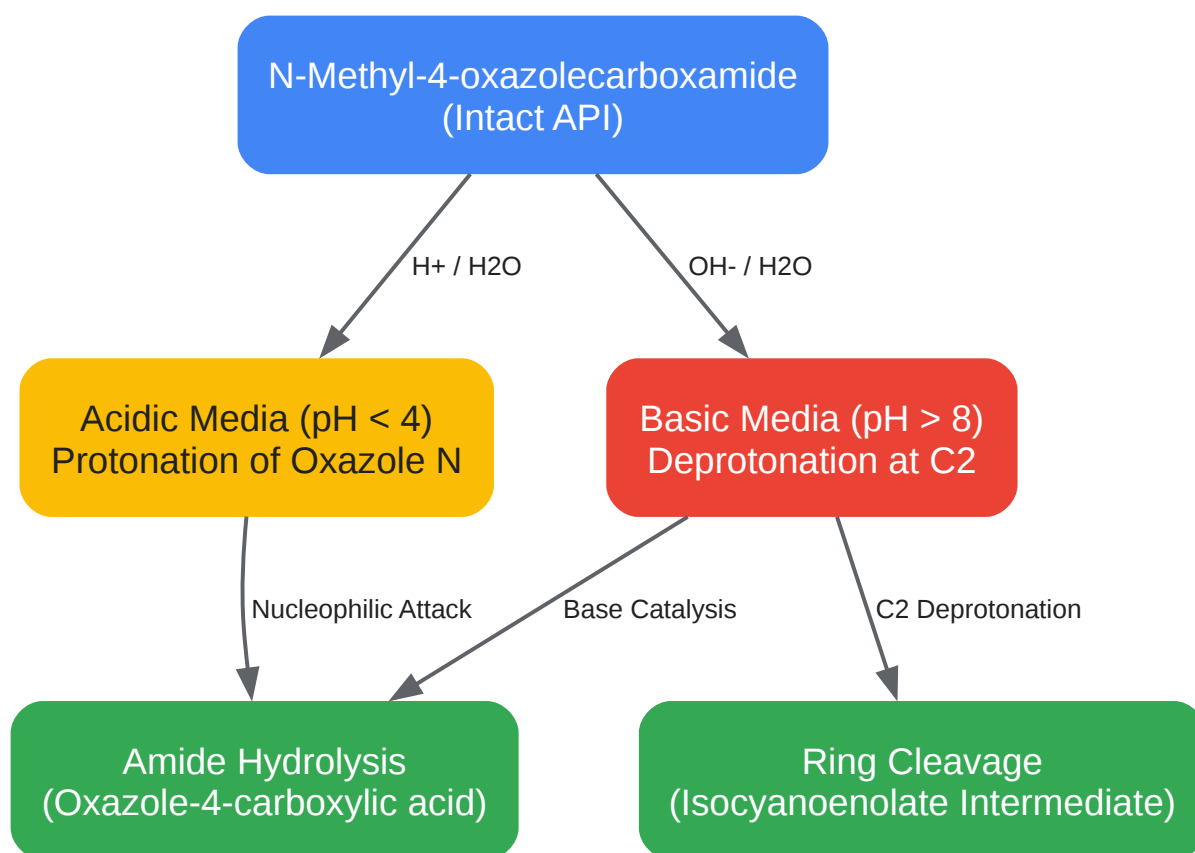 N-Methyl-4-oxazolecarboxamide
(Intact API)
H+ / H2O
OH- / H2O
Acidic Media (pH < 4)
Protonation of Oxazole N
Basic Media (pH > 8)
Deprotonation at C2
Nucleophilic Attack
Base Catalysis
C2 Deprotonation
Amide Hydrolysis
(Oxazole-4-carboxylic acid)
Ring Cleavage
(Isocyanoenolate Intermediate)